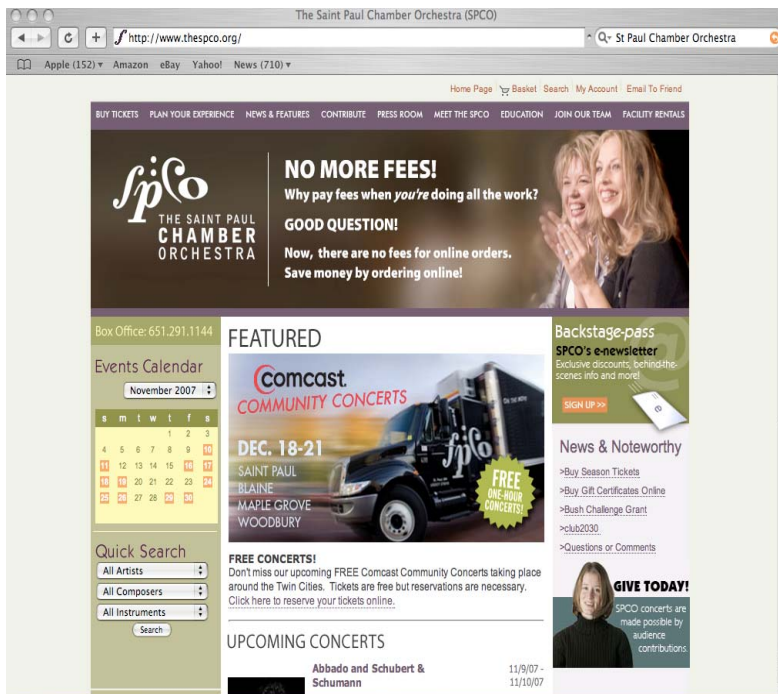 The Saint Paul Chamber Orchestra (SPCO)
http://www.thespco.org/
St Paul Chamber Orchestra
Apple (152) Amazon eBay Yahoo! News (710)
Home Page Basket Search My Account Email To Friend
BUY TICKETS PLAN YOUR EXPERIENCE NEWS & FEATURES CONTRIBUTE PRESS ROOM MEET THE SPCO EDUCATION JOIN OUR TEAM FACILITY RENTALS
spco
THE SAINT PAUL
CHAMBER
ORCHESTRA
NO MORE FEES!
Why pay fees when you're doing all the work?
GOOD QUESTION!
Now, there are no fees for online orders.
Save money by ordering online!
Box Office: 651.291.1144
Events Calendar
November 2007
s m t w t f s
1 2 3
4 5 6 7 8 9 10
11 12 13 14 15 16 17
18 19 20 21 22 23 24
25 26 27 28 29 30
Quick Search
All Artists
All Composers
All Instruments
Search
FEATURED
comcast.
COMMUNITY CONCERTS
DEC. 18-21
SAINT PAUL
BLAINE
MAPLE GROVE
WOODBURY
spco
FREE
ONE-HOUR
CONCERTS!
FREE CONCERTS!
Don't miss our upcoming FREE Comcast Community Concerts taking place
around the Twin Cities. Tickets are free but reservations are necessary.
Click here to reserve your tickets online.
UPCOMING CONCERTS
Abbado and Schubert &
Schumann
11/9/07 -
11/10/07
Backstage-pass
SPCO's e-newsletter
Exclusive discounts, behind-the-
scenes info and more!
SIGN UP >>
e
News & Noteworthy
>Buy Season Tickets
>Buy Gift Certificates Online
>Bush Challenge Grant
>club2030
>Questions or Comments
GIVE TODAY!
SPCO concerts are
made possible by
audience
contributions.